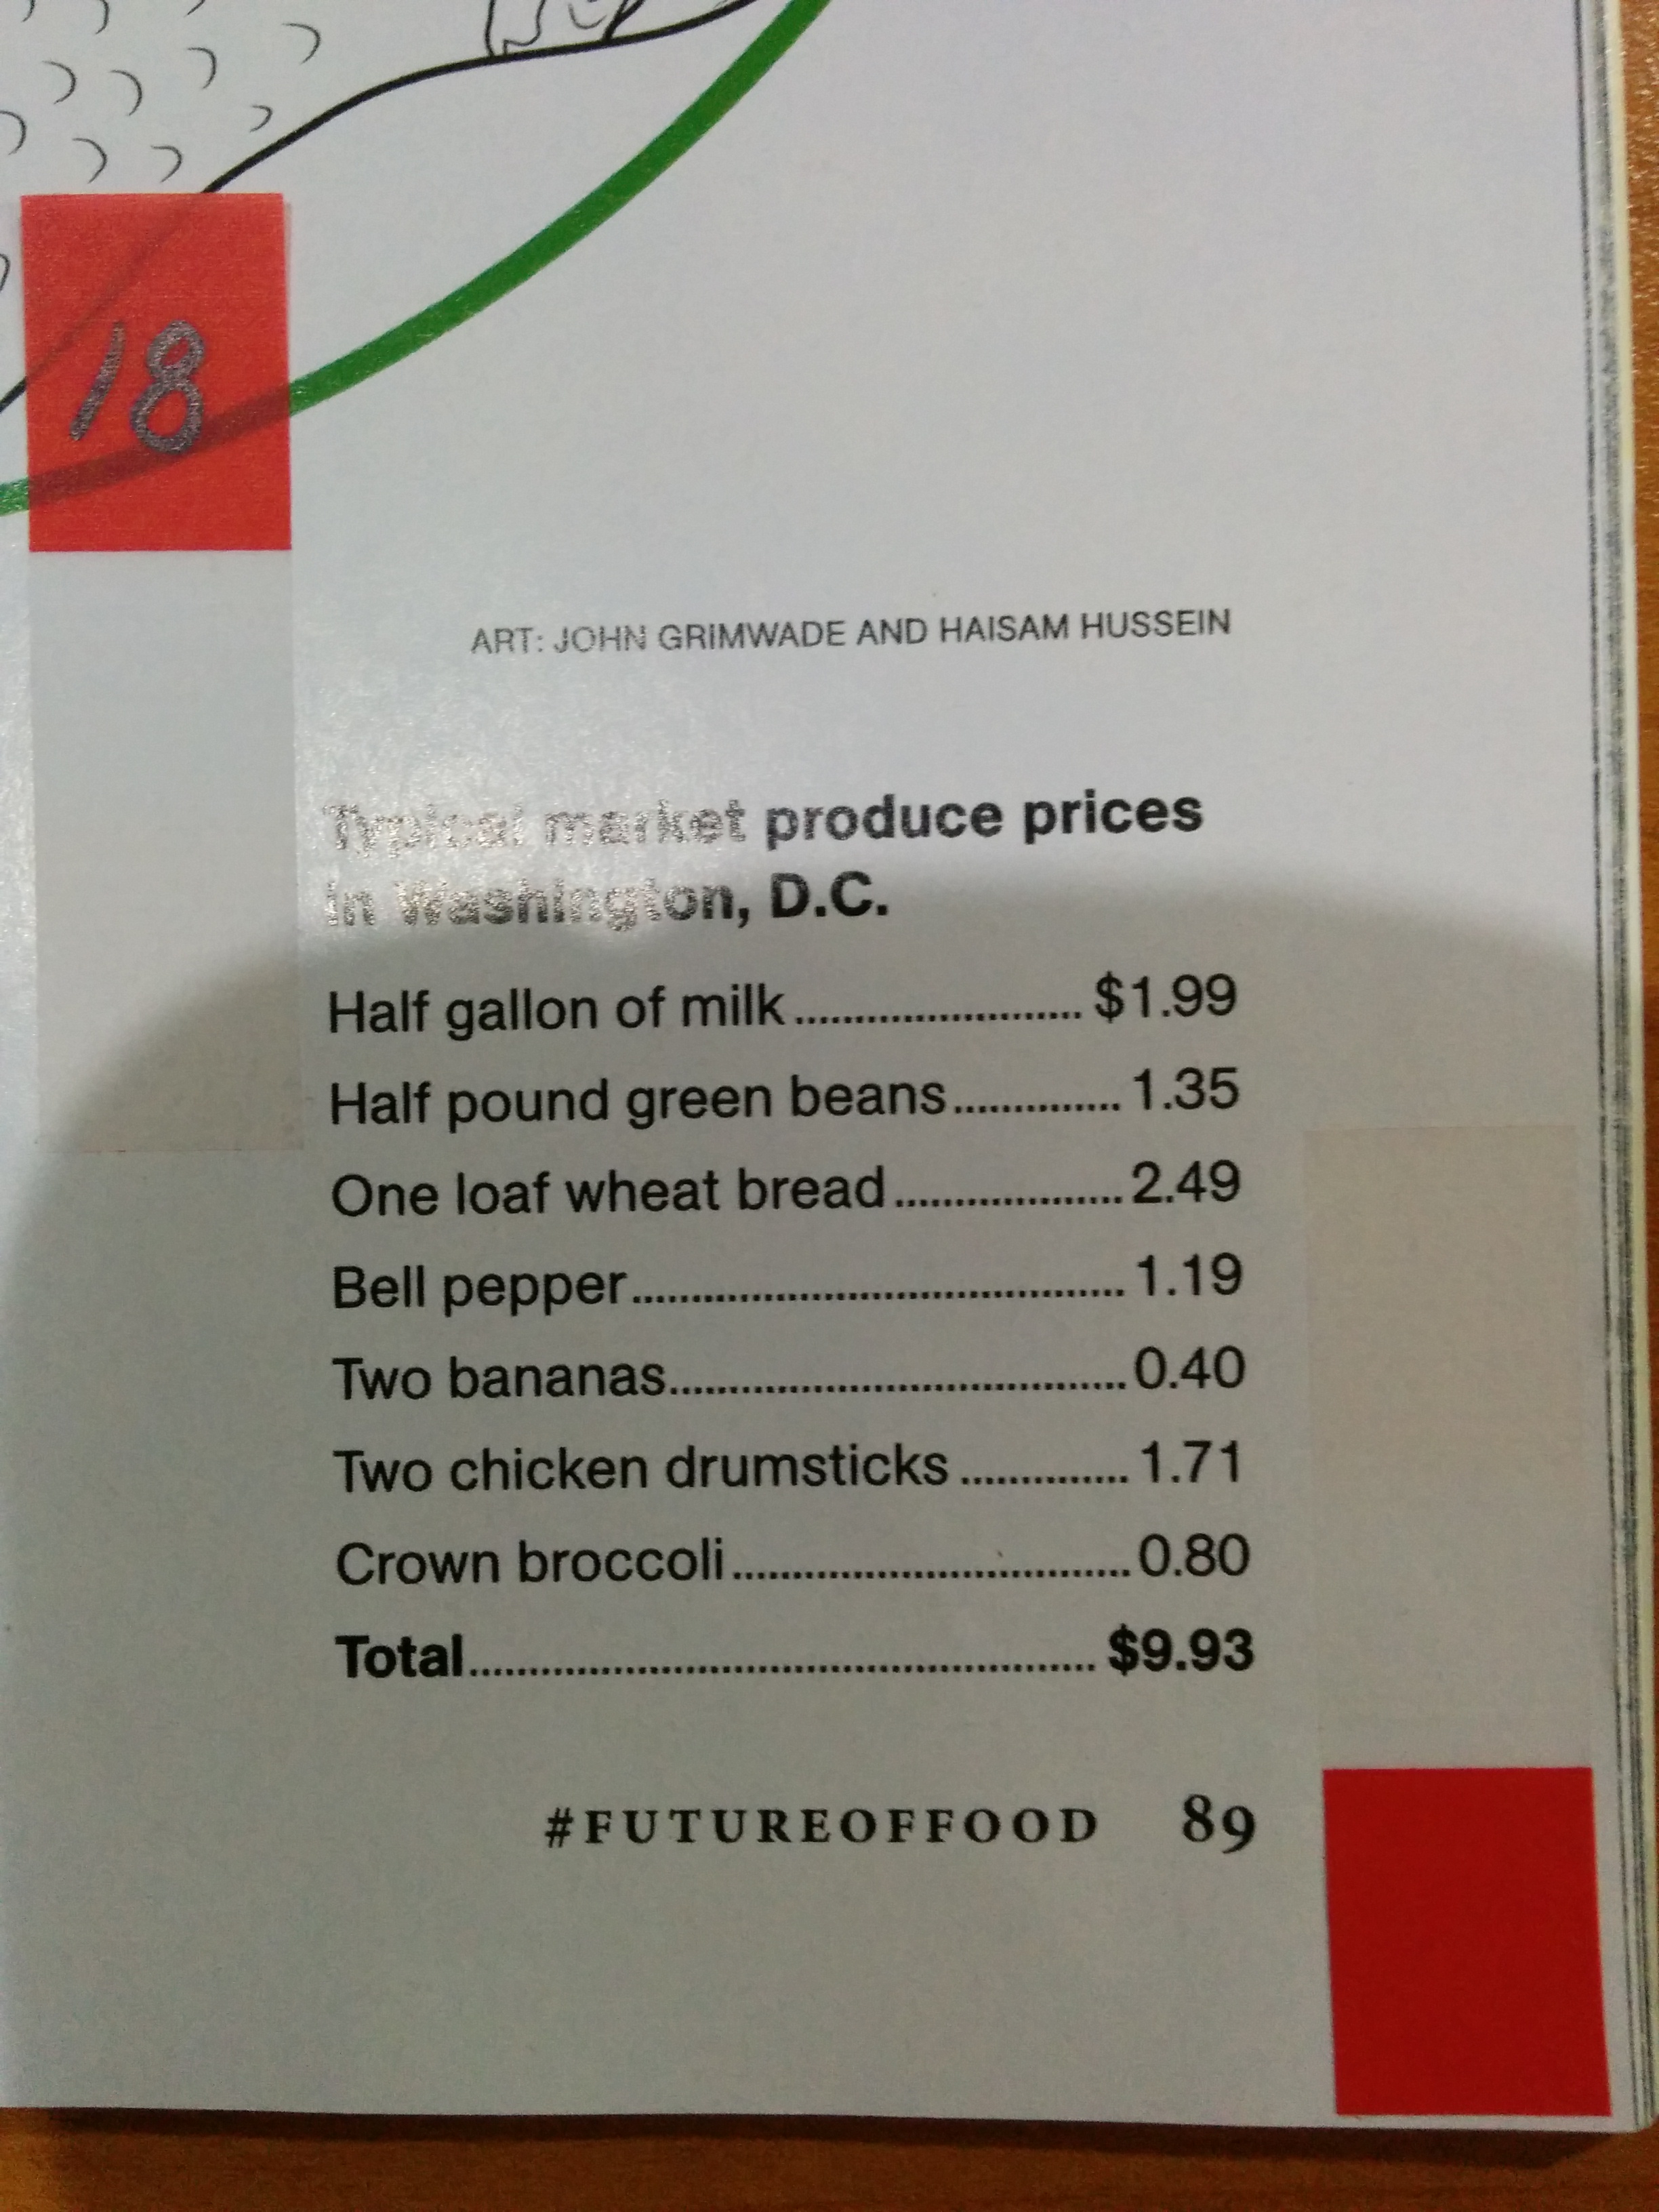 18
ART: JOHN GRIMWADE AND HAISAM HUSSEIN
Typical market produce prices
in Washington, D.C.
Half gallon of milk........................ $1.99
Half pound green beans.............. 1.35
One loaf wheat bread................... 2.49
Bell pepper......................................... 1.19
Two bananas...................................... 0.40
Two chicken drumsticks .............. 1.71
Crown broccoli................................. 0.80
Total.................................................... $9.93
#FUTUREOFFOOD 89